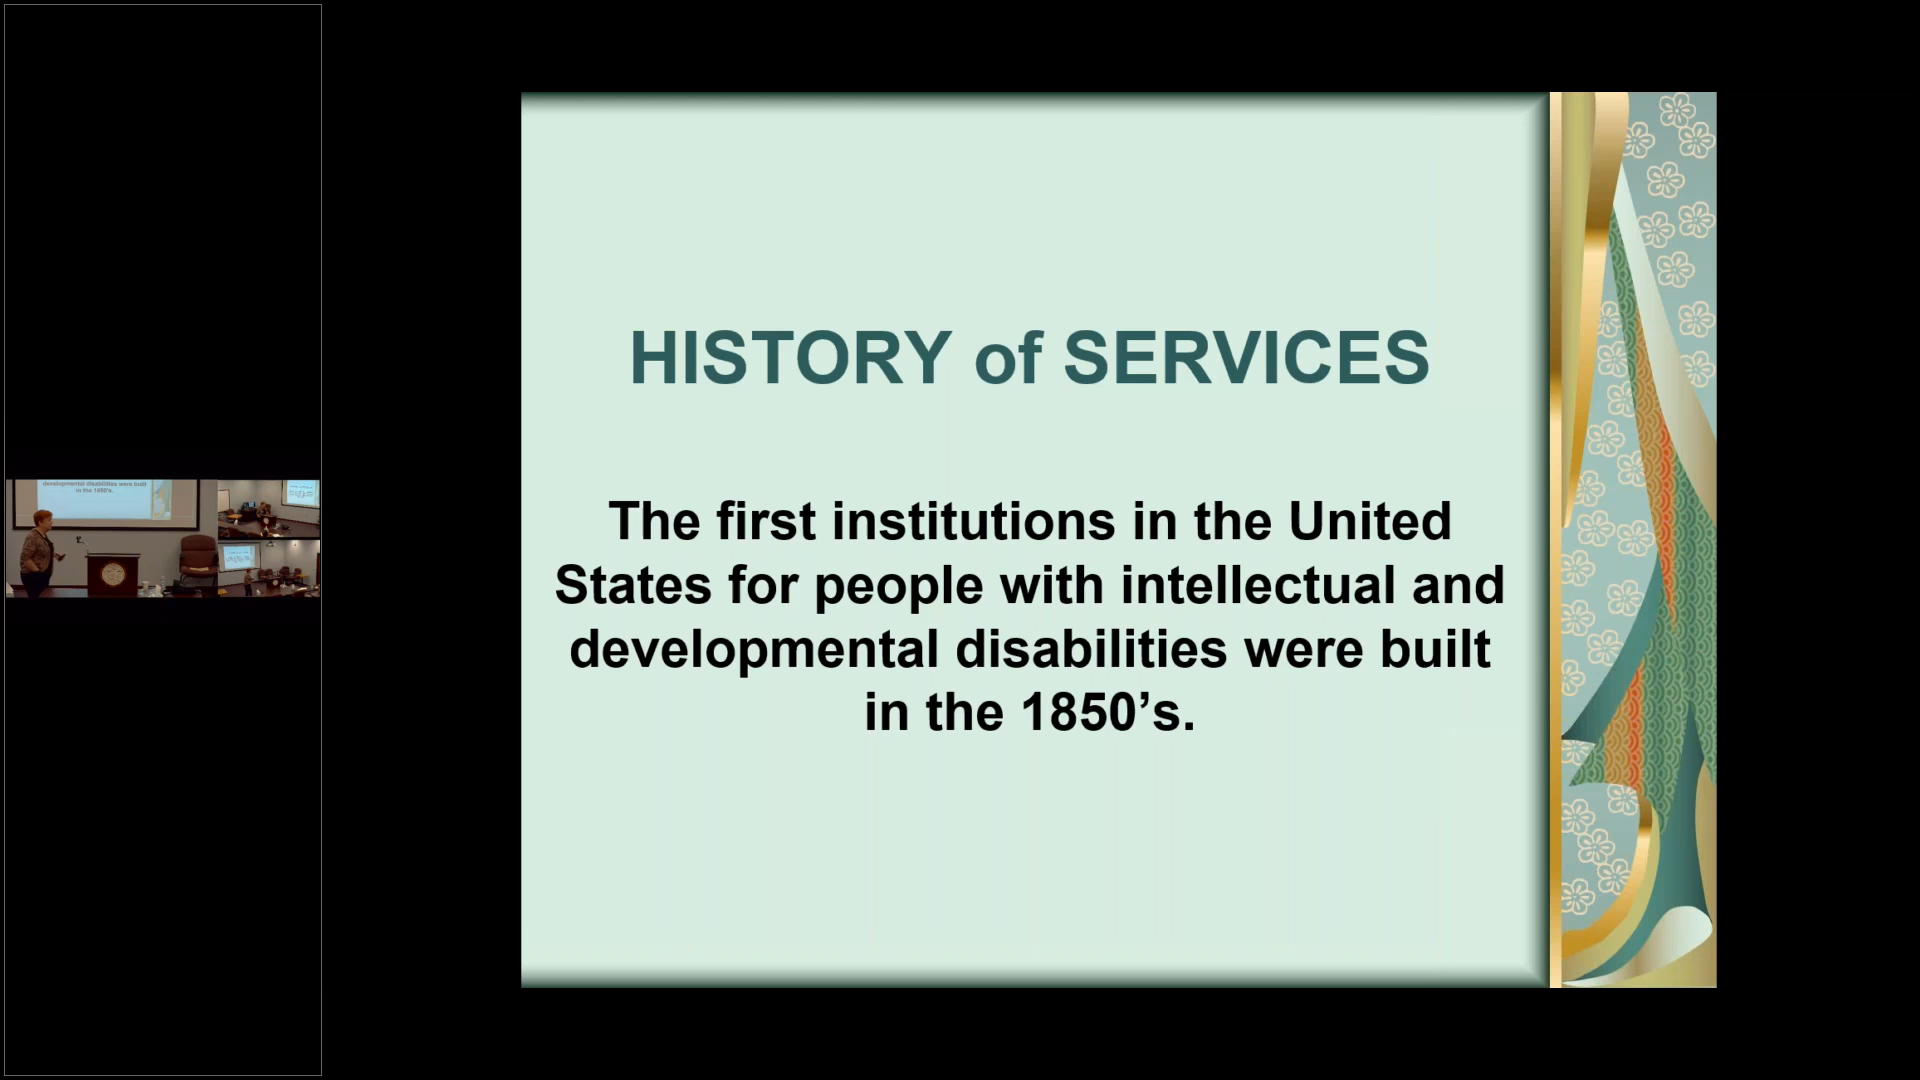 HISTORY of SERVICES
The first institutions in the United
States for people with intellectual and
developmental disabilities were built
in the 1850’s.
developmental disabilities were built
in the 1850's.